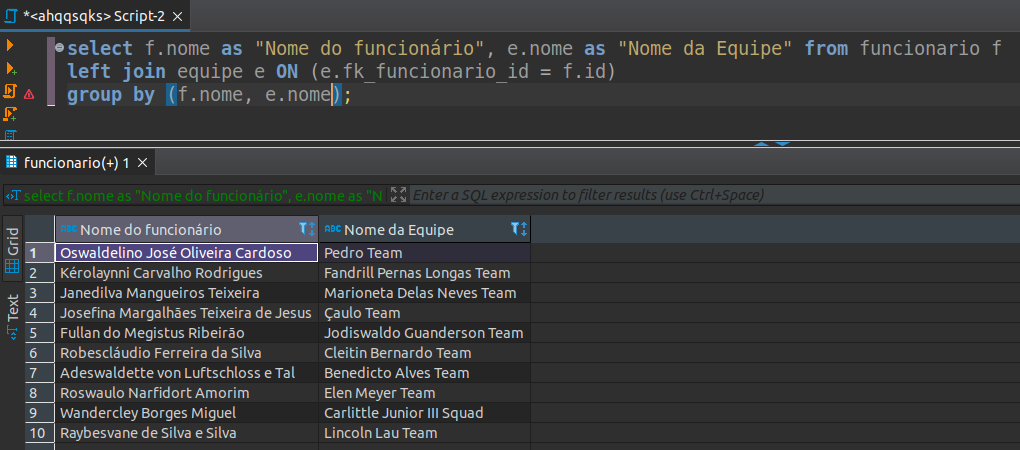 *<ahqqsqks> Script-2
select f.nome as "Nome do funcionário", e.nome as "Nome da Equipe" from funcionario f
left join equipe e ON (e.fk_funcionario_id = f.id)
group by (f.nome, e.nome);
funcionario(+) 1
select f.nome as "Nome do funcionário", e.nome as "N
Enter a SQL expression to filter results (use Ctrl+Space)
Grid
Text
ABC Nome do funcionário ABC Nome da Equipe
1 Oswaldelino José Oliveira Cardoso Pedro Team
2 Kérolaynni Carvalho Rodrigues Fandrill Pernas Longas Team
3 Janedilva Mangueiros Teixeira Marioneta Delas Neves Team
4 Josefina Margalhães Teixeira de Jesus Çaulo Team
5 Fullan do Megistus Ribeirão Jodiswaldo Guanderson Team
6 Robescláudio Ferreira da Silva Cleitin Bernardo Team
7 Adeswaldette von Luftschloss e Tal Benedicto Alves Team
8 Roswaulo Narfidort Amorim Elen Meyer Team
9 Wandercley Borges Miguel Carlittle Junior III Squad
10 Raybesvane de Silva e Silva Lincoln Lau Team